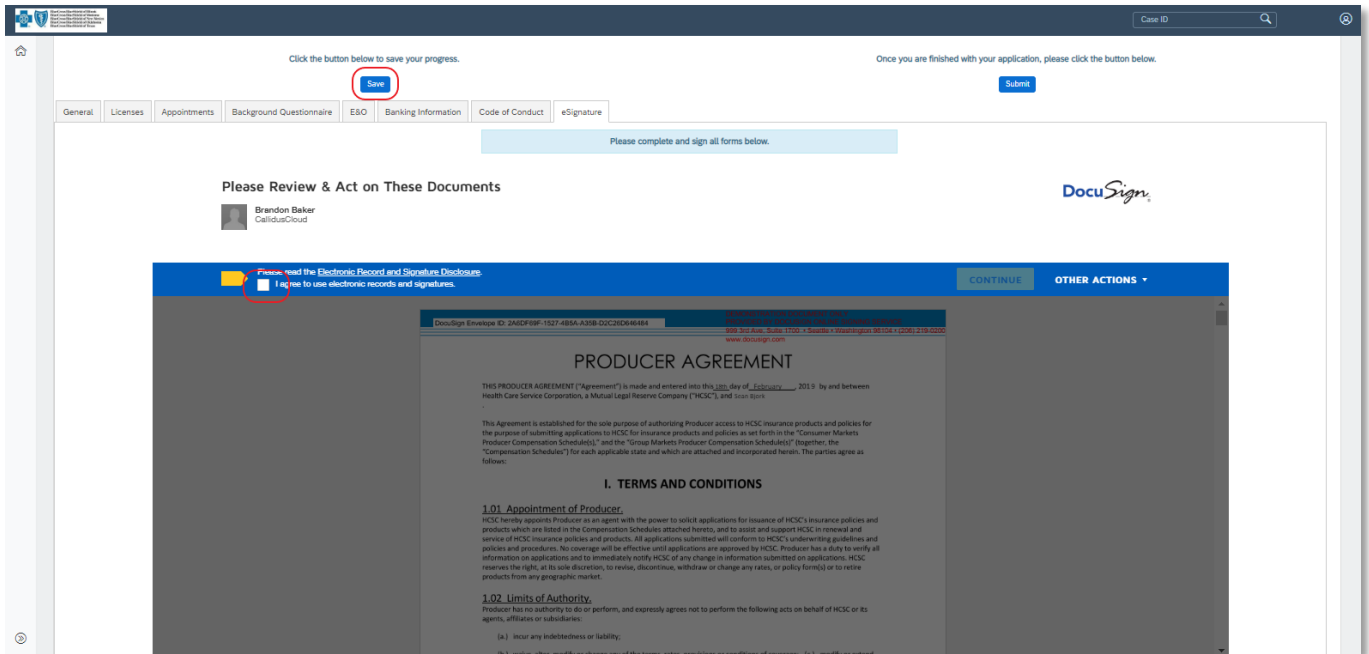 Case ID
Click the button below to save your progress.
Once you are finished with your application, please click the button below.
Save
Submit
General Licenses Appointments Background Questionnaire E&O Banking Information Code of Conduct eSignature
Please complete and sign all forms below.
Please Review & Act on These Documents
DocuSign
Brandon Baker
CallidusCloud
Please read the Electronic Record and Signature Disclosure.
I agree to use electronic records and signatures.
CONTINUE
OTHER ACTIONS
DocuSign Envelope ID: 2A6DF69F-1527-4B5A-A35B-D2C26D646484
999 3rd Ave, Suite 1700 • Seattle • Washington 98104 • (206) 219-0200
www.docusign.com
PRODUCER AGREEMENT
THIS PRODUCER AGREEMENT ("Agreement") is made and entered into this 18th day of February, 2019 by and between
Health Care Service Corporation, a Mutual Legal Reserve Company ("HCSC"), and Sean Bjork
.
This Agreement is established for the sole purpose of authorizing Producer access to HCSC insurance products and policies for
the purpose of submitting applications to HCSC for insurance products and policies as set forth in the "Consumer Markets
Producer Compensation Schedule(s)," and the "Group Markets Producer Compensation Schedule(s)" (together, the
"Compensation Schedules") for each applicable state and which are attached and incorporated herein. The parties agree as
follows:
I. TERMS AND CONDITIONS
1.01 Appointment of Producer.
HCSC hereby appoints Producer as an agent with the power to solicit applications for issuance of HCSC's insurance policies and
products which are listed in the Compensation Schedules attached hereto, and to assist and support HCSC in renewal and
service of HCSC insurance policies and products. All applications submitted will conform to HCSC's underwriting guidelines and
policies and procedures. No coverage will be effective until applications are approved by HCSC. Producer has a duty to verify all
information on applications and to immediately notify HCSC of any change in information submitted on applications. HCSC
reserves the right, at its sole discretion, to revise, discontinue, withdraw or change any rates, or policy form(s) or to retire
products from any geographic market.
1.02 Limits of Authority.
Producer has no authority to do or perform, and expressly agrees not to perform the following acts on behalf of HCSC or its
agents, affiliates or subsidiaries:
(a.) incur any indebtedness or liability;